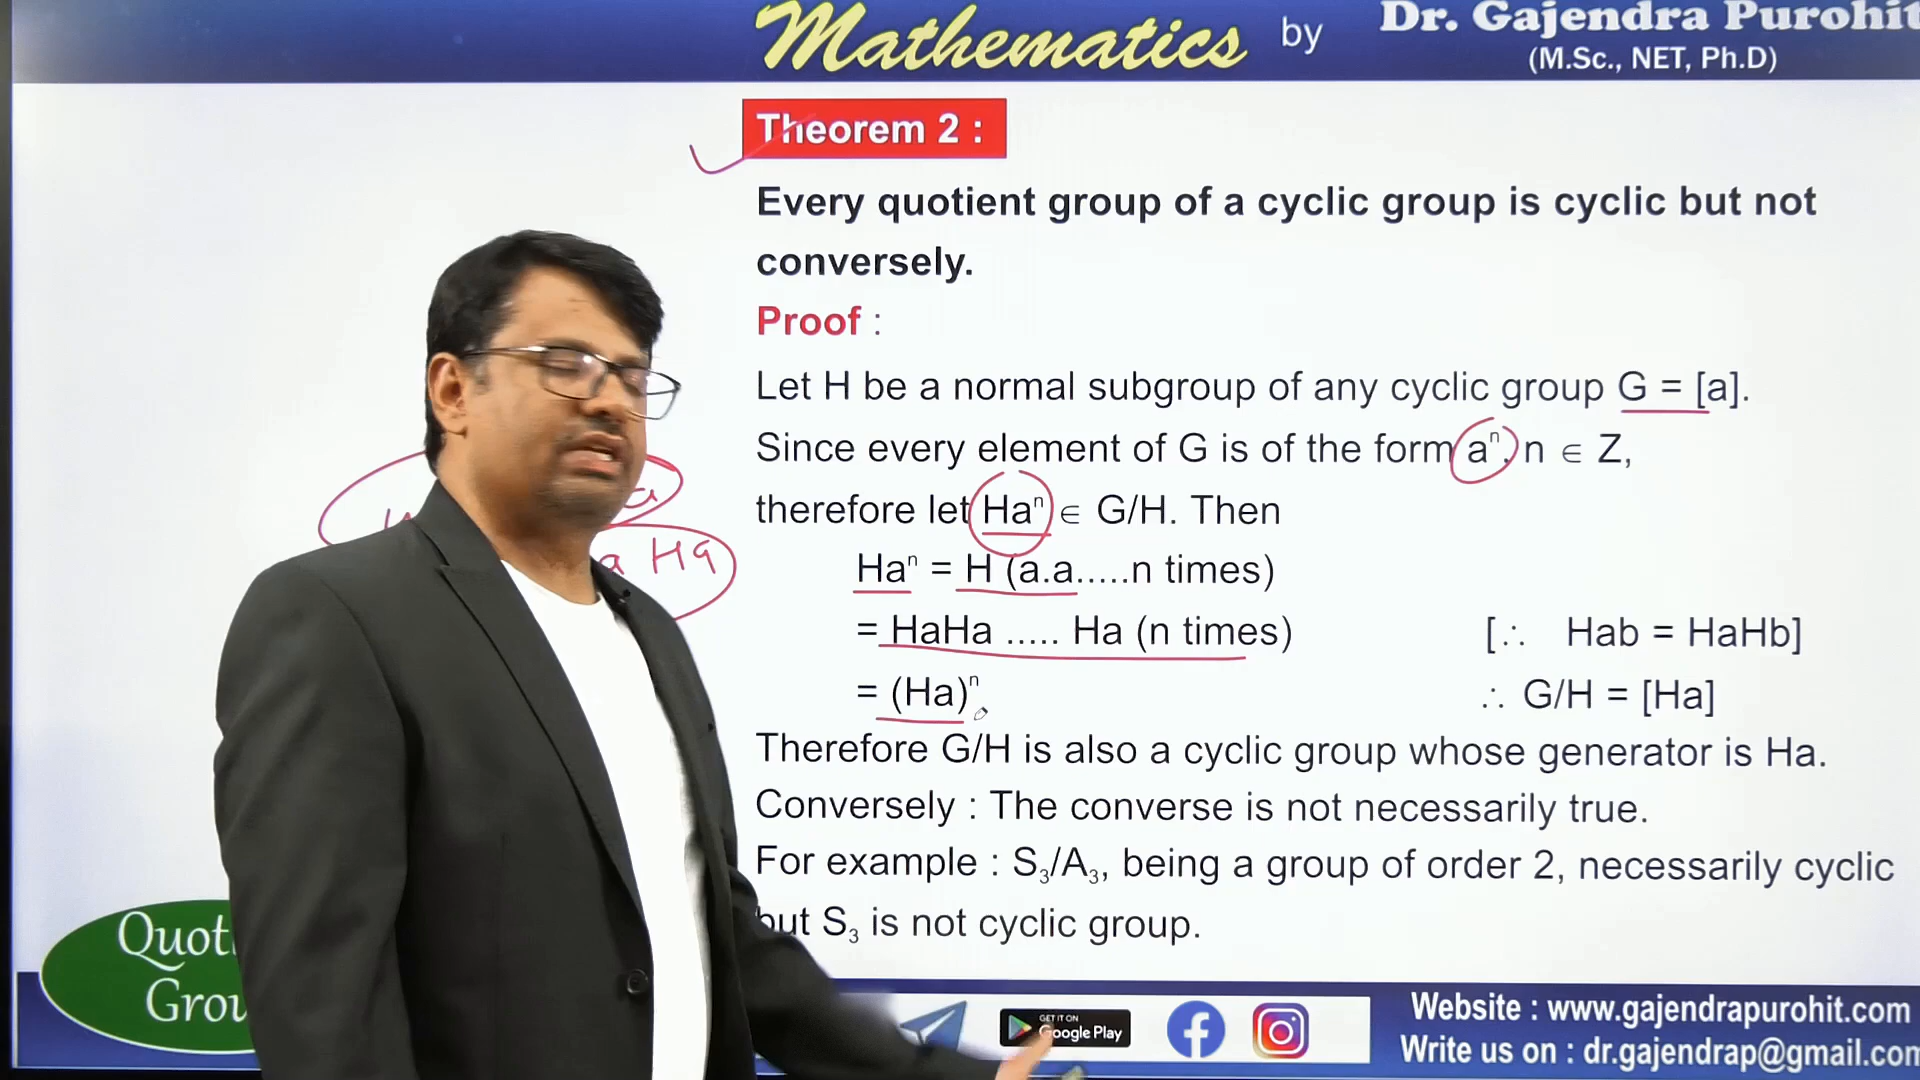 Mathematics by Dr. Gajendra Purohit
(M.Sc., NET, Ph.D)
Theorem 2 :
Every quotient group of a cyclic group is cyclic but not
conversely.
Proof :
Let H be a normal subgroup of any cyclic group G = [a].
Since every element of G is of the form aⁿ, n ∈ Z,
therefore let Haⁿ ∈ G/H. Then
Haⁿ = H (a.a.....n times)
= HaHa ..... Ha (n times) [∴ Hab = HaHb]
= (Ha)ⁿ ∴ G/H = [Ha]
a Ha
Therefore G/H is also a cyclic group whose generator is Ha.
Conversely : The converse is not necessarily true.
For example : S₃/A₃, being a group of order 2, necessarily cyclic
but S₃ is not cyclic group.
GET IT ON
Google Play
Website : www.gajendrapurohit.com
Write us on : dr.gajendrap@gmail.com